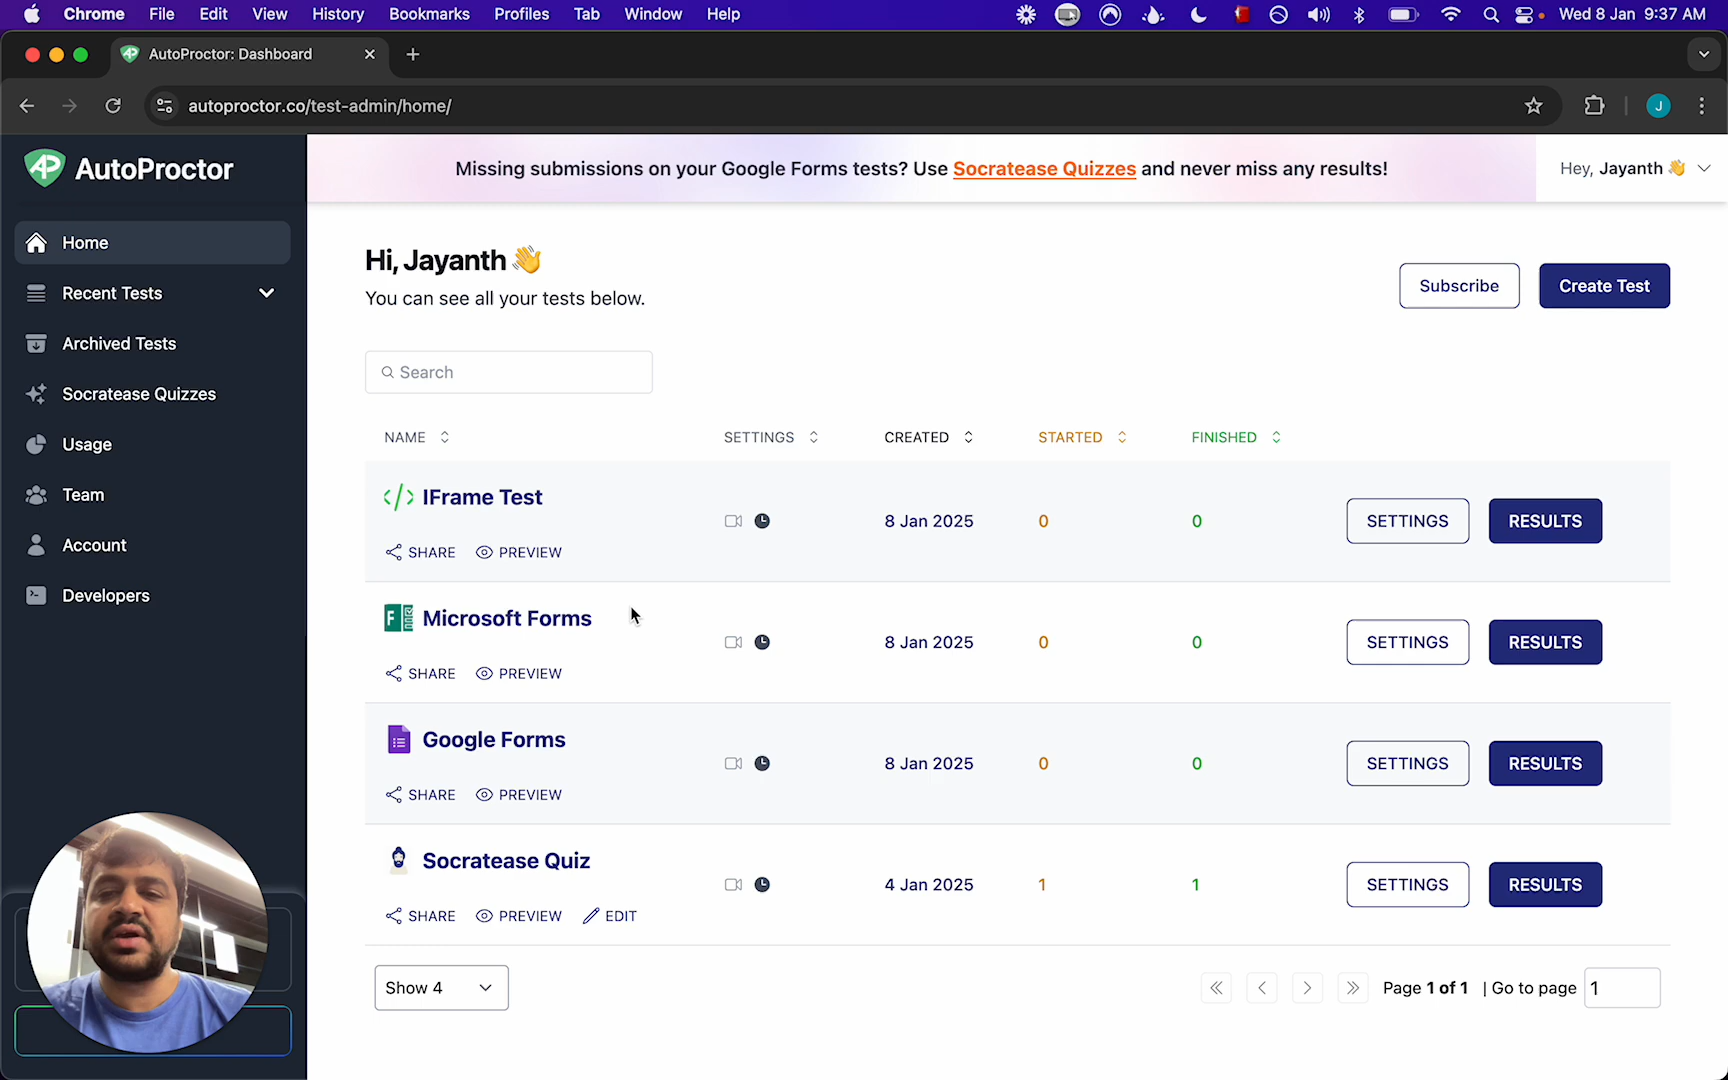 Chrome File Edit View History Bookmarks Profiles Tab Window Help Wed 8 Jan 9:37 AM
AutoProctor: Dashboard
autoproctor.co/test-admin/home/
J
AutoProctor
Missing submissions on your Google Forms tests? Use Socratease Quizzes and never miss any results!
Hey, Jayanth 👋
Home
Recent Tests
Archived Tests
Socratease Quizzes
Usage
Team
Account
Developers
Hi, Jayanth 👋
You can see all your tests below.
Subscribe
Create Test
Search
NAME SETTINGS CREATED STARTED FINISHED
IFrame Test
8 Jan 2025 0 0 SETTINGS RESULTS
SHARE PREVIEW
Microsoft Forms
8 Jan 2025 0 0 SETTINGS RESULTS
SHARE PREVIEW
Google Forms
8 Jan 2025 0 0 SETTINGS RESULTS
SHARE PREVIEW
Socratease Quiz
4 Jan 2025 1 1 SETTINGS RESULTS
SHARE PREVIEW EDIT
Show 4
Page 1 of 1 | Go to page 1